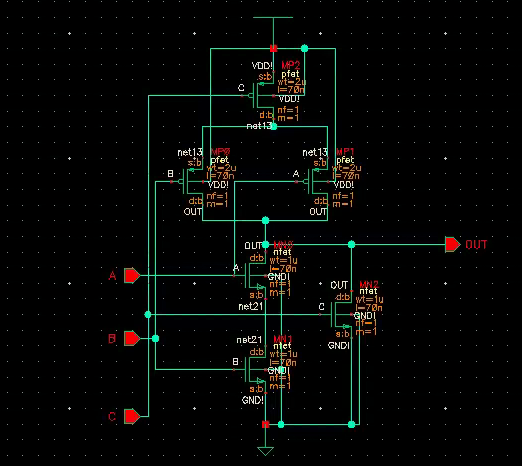 VDD! MP2
s:b pfet
wt=2u
l=70n
C
VDD!
nf=1
d:b m=1
net13
net13 MP0
s:b pfet
wt=2u
l=70n
B
VDD!
d:b nf=1
m=1
OUT
net13 MP1
s:b pfet
wt=2u
l=70n
A
VDD!
d:b nf=1
m=1
OUT
OUT
OUT
d:b nfet
wt=1u
l=70n
A
GND!
nf=1
s:b m=1
net21
A
OUT MN2
d:b nfet
wt=1u
l=70n
C
GND!
nf=1
s:b m=1
GND!
B
net21
d:b nfet
wt=1u
l=70n
B
GND!
nf=1
s:b m=1
GND!
C